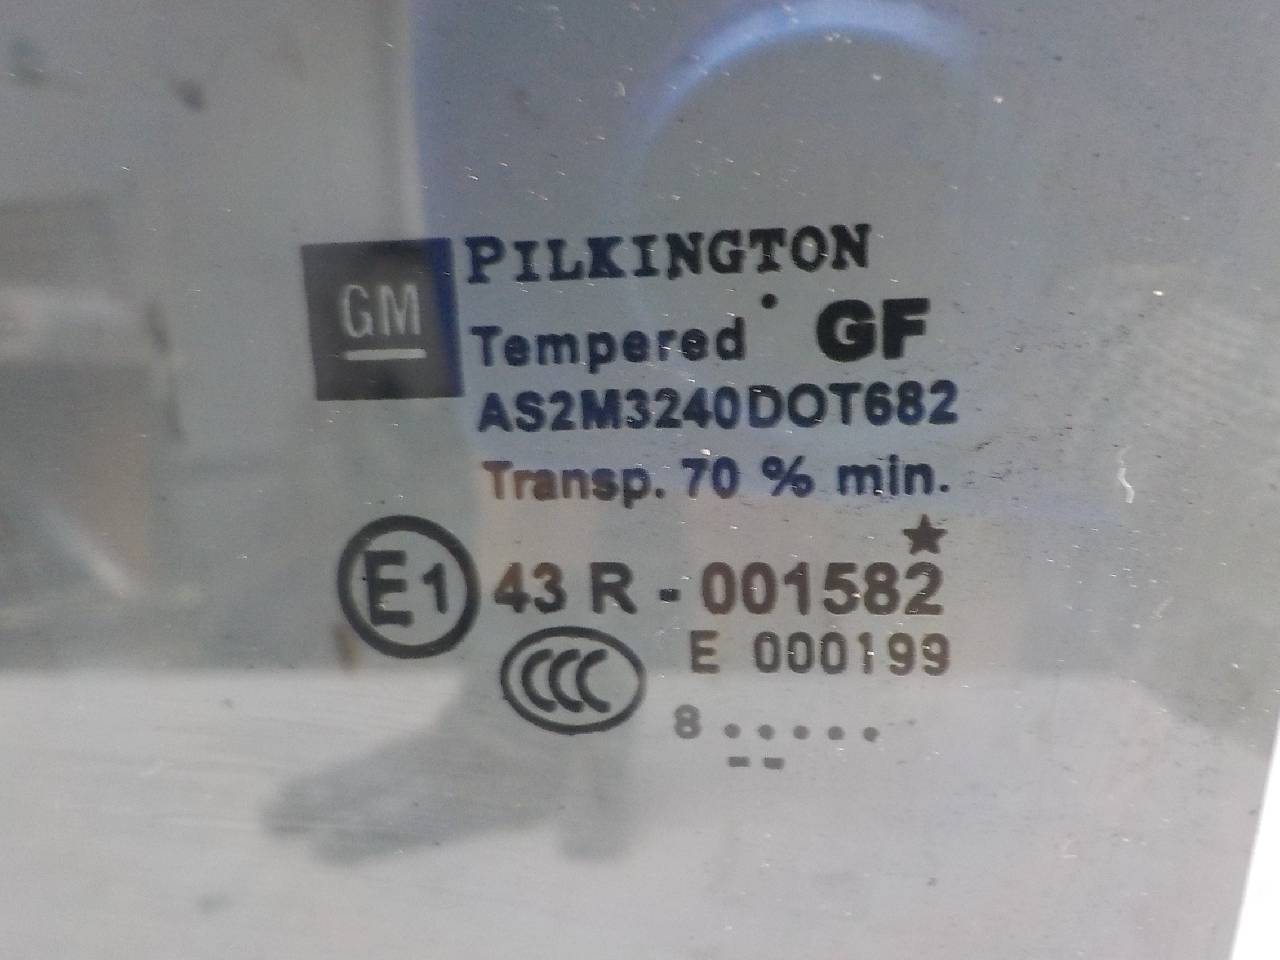 GM
PILKINGTON
Tempered GF
AS2M3240DOT682
Transp. 70 % min.
E1 43 R - 001582
CCC E 000199
8 .....